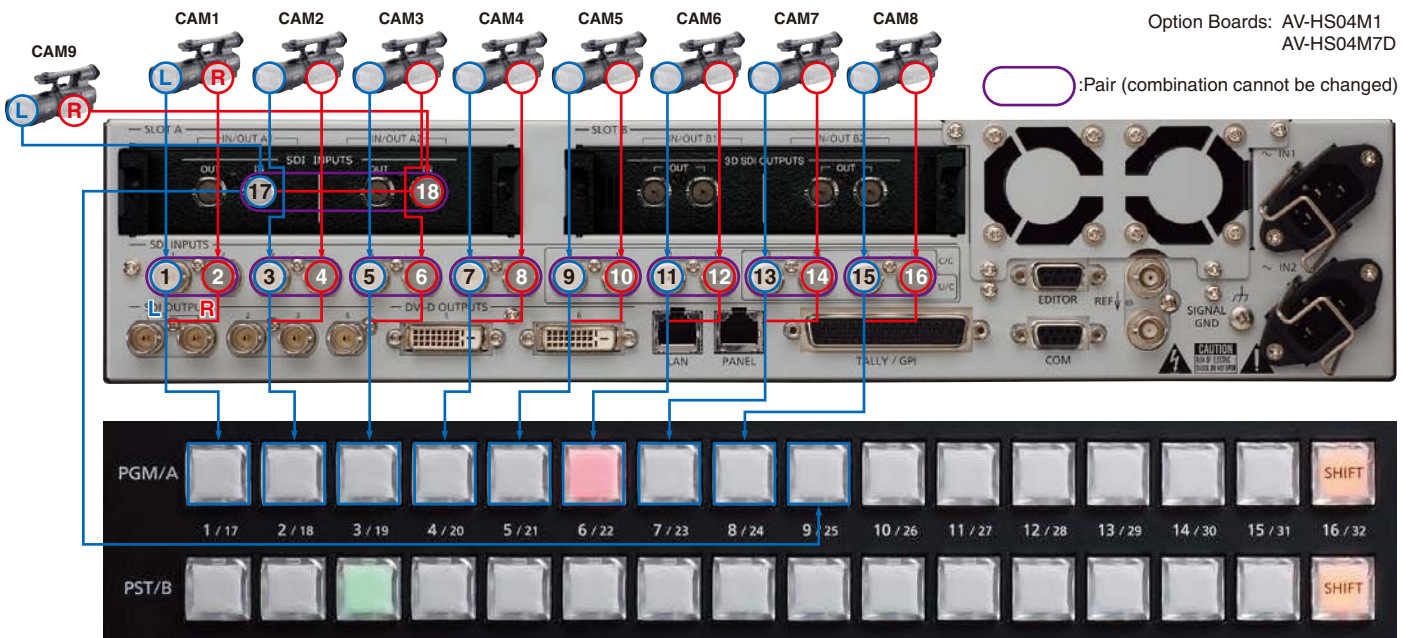 CAM1 CAM2 CAM3 CAM4 CAM5 CAM6 CAM7 CAM8
Option Boards: AV-HS04M1
AV-HS04M7D
CAM9
L R
L R
:Pair (combination cannot be changed)
SLOT A
SLOT B
IN/OUT A IN/OUT A2 IN/OUT B1 IN/OUT B2
SDI INPUTS
3D SDI OUTPUTS
OUT OUT OUT OUT
17 18
IN1
SDI INPUTS
1 2 3 4 5 6 7 8 9 10 11 12 13 14 15 16
C/C
U/C
IN2
L R
SDI OUTPUTS
2 3 4
DVI-D OUTPUTS
5 6
EDITOR
REF
SIGNAL
GND
LAN PANEL TALLY / GPI COM
CAUTION
PGM/A
SHIFT
1 / 17 2 / 18 3 / 19 4 / 20 5 / 21 6 / 22 7 / 23 8 / 24 9 / 25 10 / 26 11 / 27 12 / 28 13 / 29 14 / 30 15 / 31 16 / 32
PST/B
SHIFT